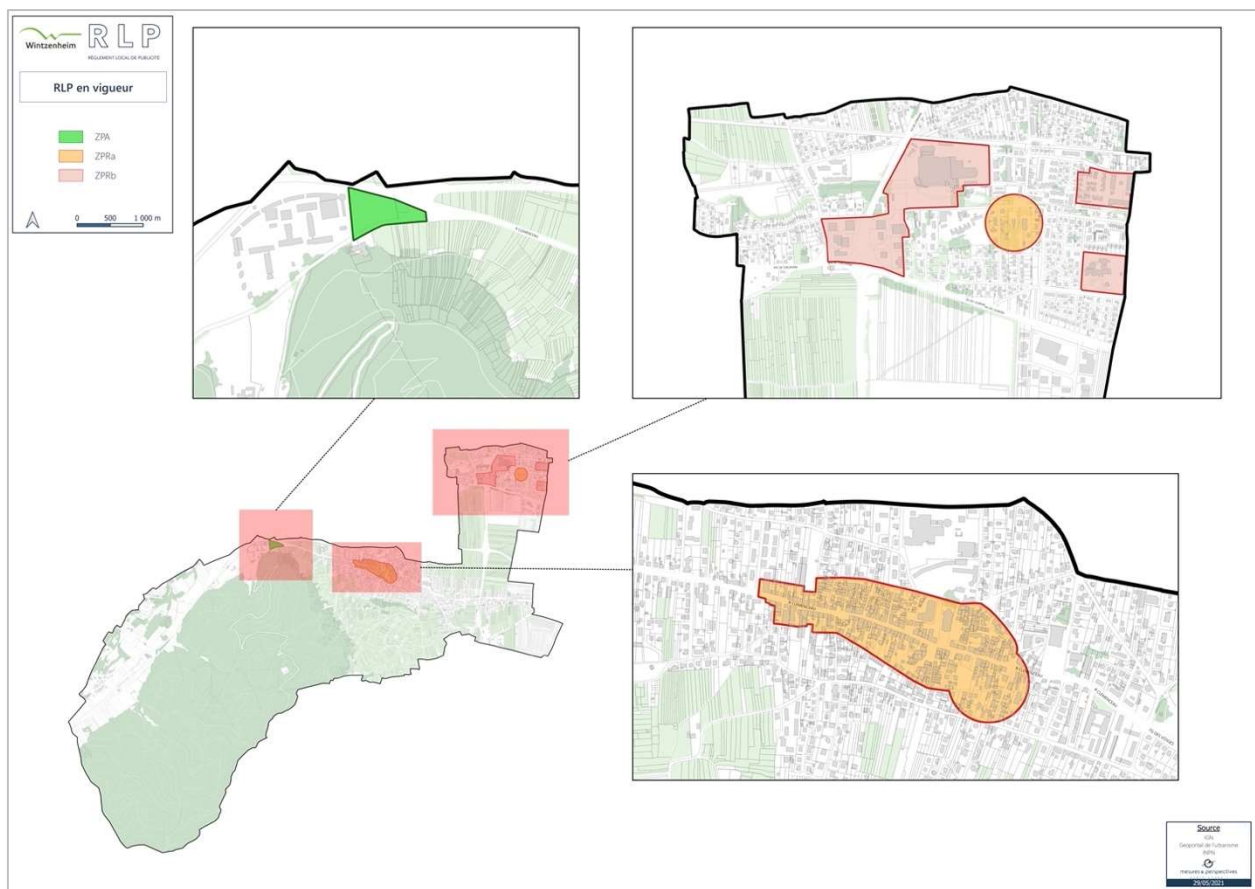 Wintzenheim
RLP
RÈGLEMENT LOCAL DE PUBLICITÉ
RLP en vigueur
ZPA
ZPRa
ZPRb
0 500 1 000 m
Source
IGN
Géoportail de l'urbanisme
INPN
mesures & perspectives
29/05/2021